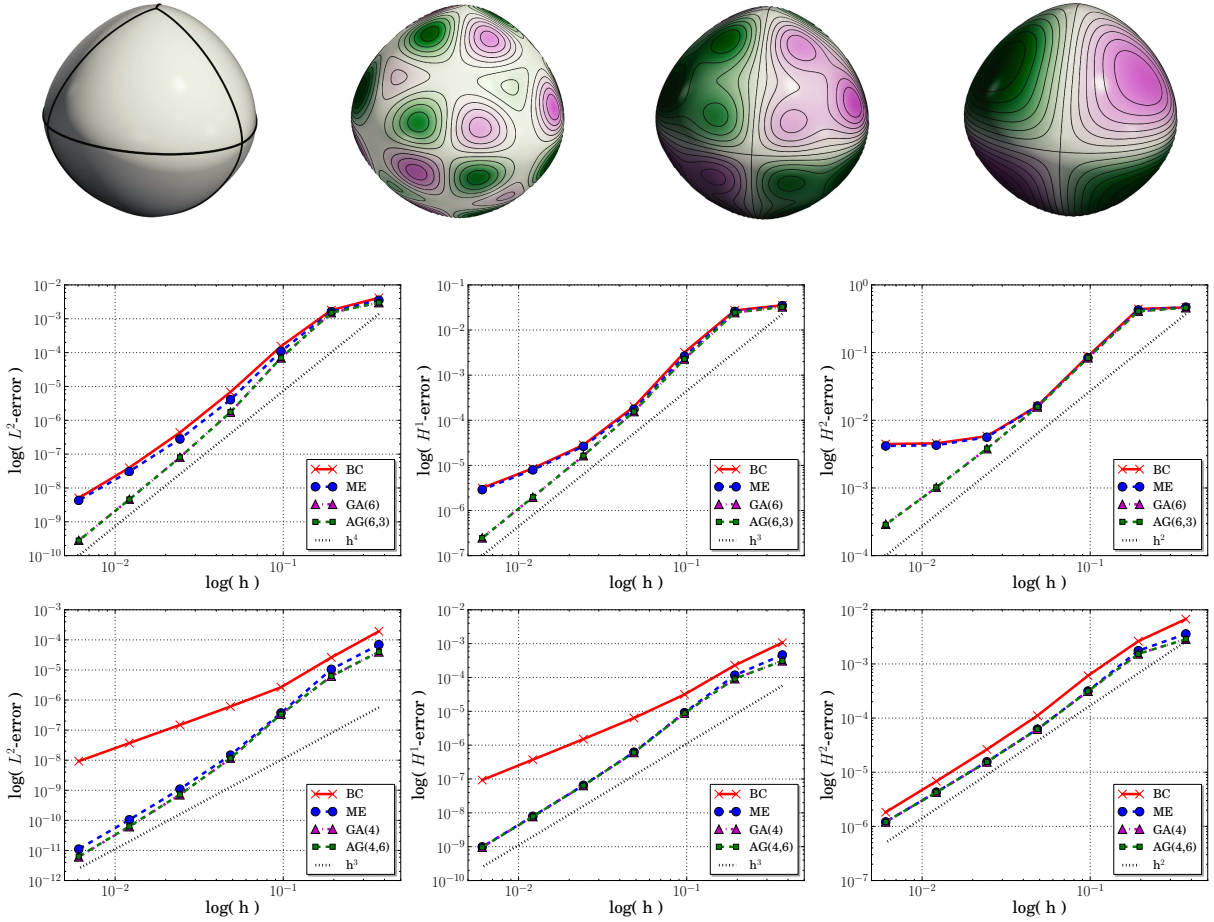 10⁻² 10⁻³ 10⁻⁴ 10⁻⁵ 10⁻⁶ 10⁻⁷ 10⁻⁸ 10⁻⁹ 10⁻¹⁰
log( L²-error)
BC
ME
GA(6)
AG(6,3)
h⁴
10⁻² 10⁻¹
log( h )
10⁻¹ 10⁻² 10⁻³ 10⁻⁴ 10⁻⁵ 10⁻⁶ 10⁻⁷
log( H¹-error)
BC
ME
GA(6)
AG(6,3)
h³
10⁻² 10⁻¹
log( h )
10⁰ 10⁻¹ 10⁻² 10⁻³ 10⁻⁴
log( H²-error)
BC
ME
GA(6)
AG(6,3)
h²
10⁻² 10⁻¹
log( h )
10⁻³ 10⁻⁴ 10⁻⁵ 10⁻⁶ 10⁻⁷ 10⁻⁸ 10⁻⁹ 10⁻¹⁰ 10⁻¹¹ 10⁻¹²
log( L²-error)
BC
ME
GA(4)
AG(4,6)
h³
10⁻² 10⁻¹
log( h )
10⁻² 10⁻³ 10⁻⁴ 10⁻⁵ 10⁻⁶ 10⁻⁷ 10⁻⁸ 10⁻⁹ 10⁻¹⁰
log( H¹-error)
BC
ME
GA(4)
AG(4,6)
h³
10⁻² 10⁻¹
log( h )
10⁻² 10⁻³ 10⁻⁴ 10⁻⁵ 10⁻⁶ 10⁻⁷
log( H²-error)
BC
ME
GA(4)
AG(4,6)
h²
10⁻² 10⁻¹
log( h )